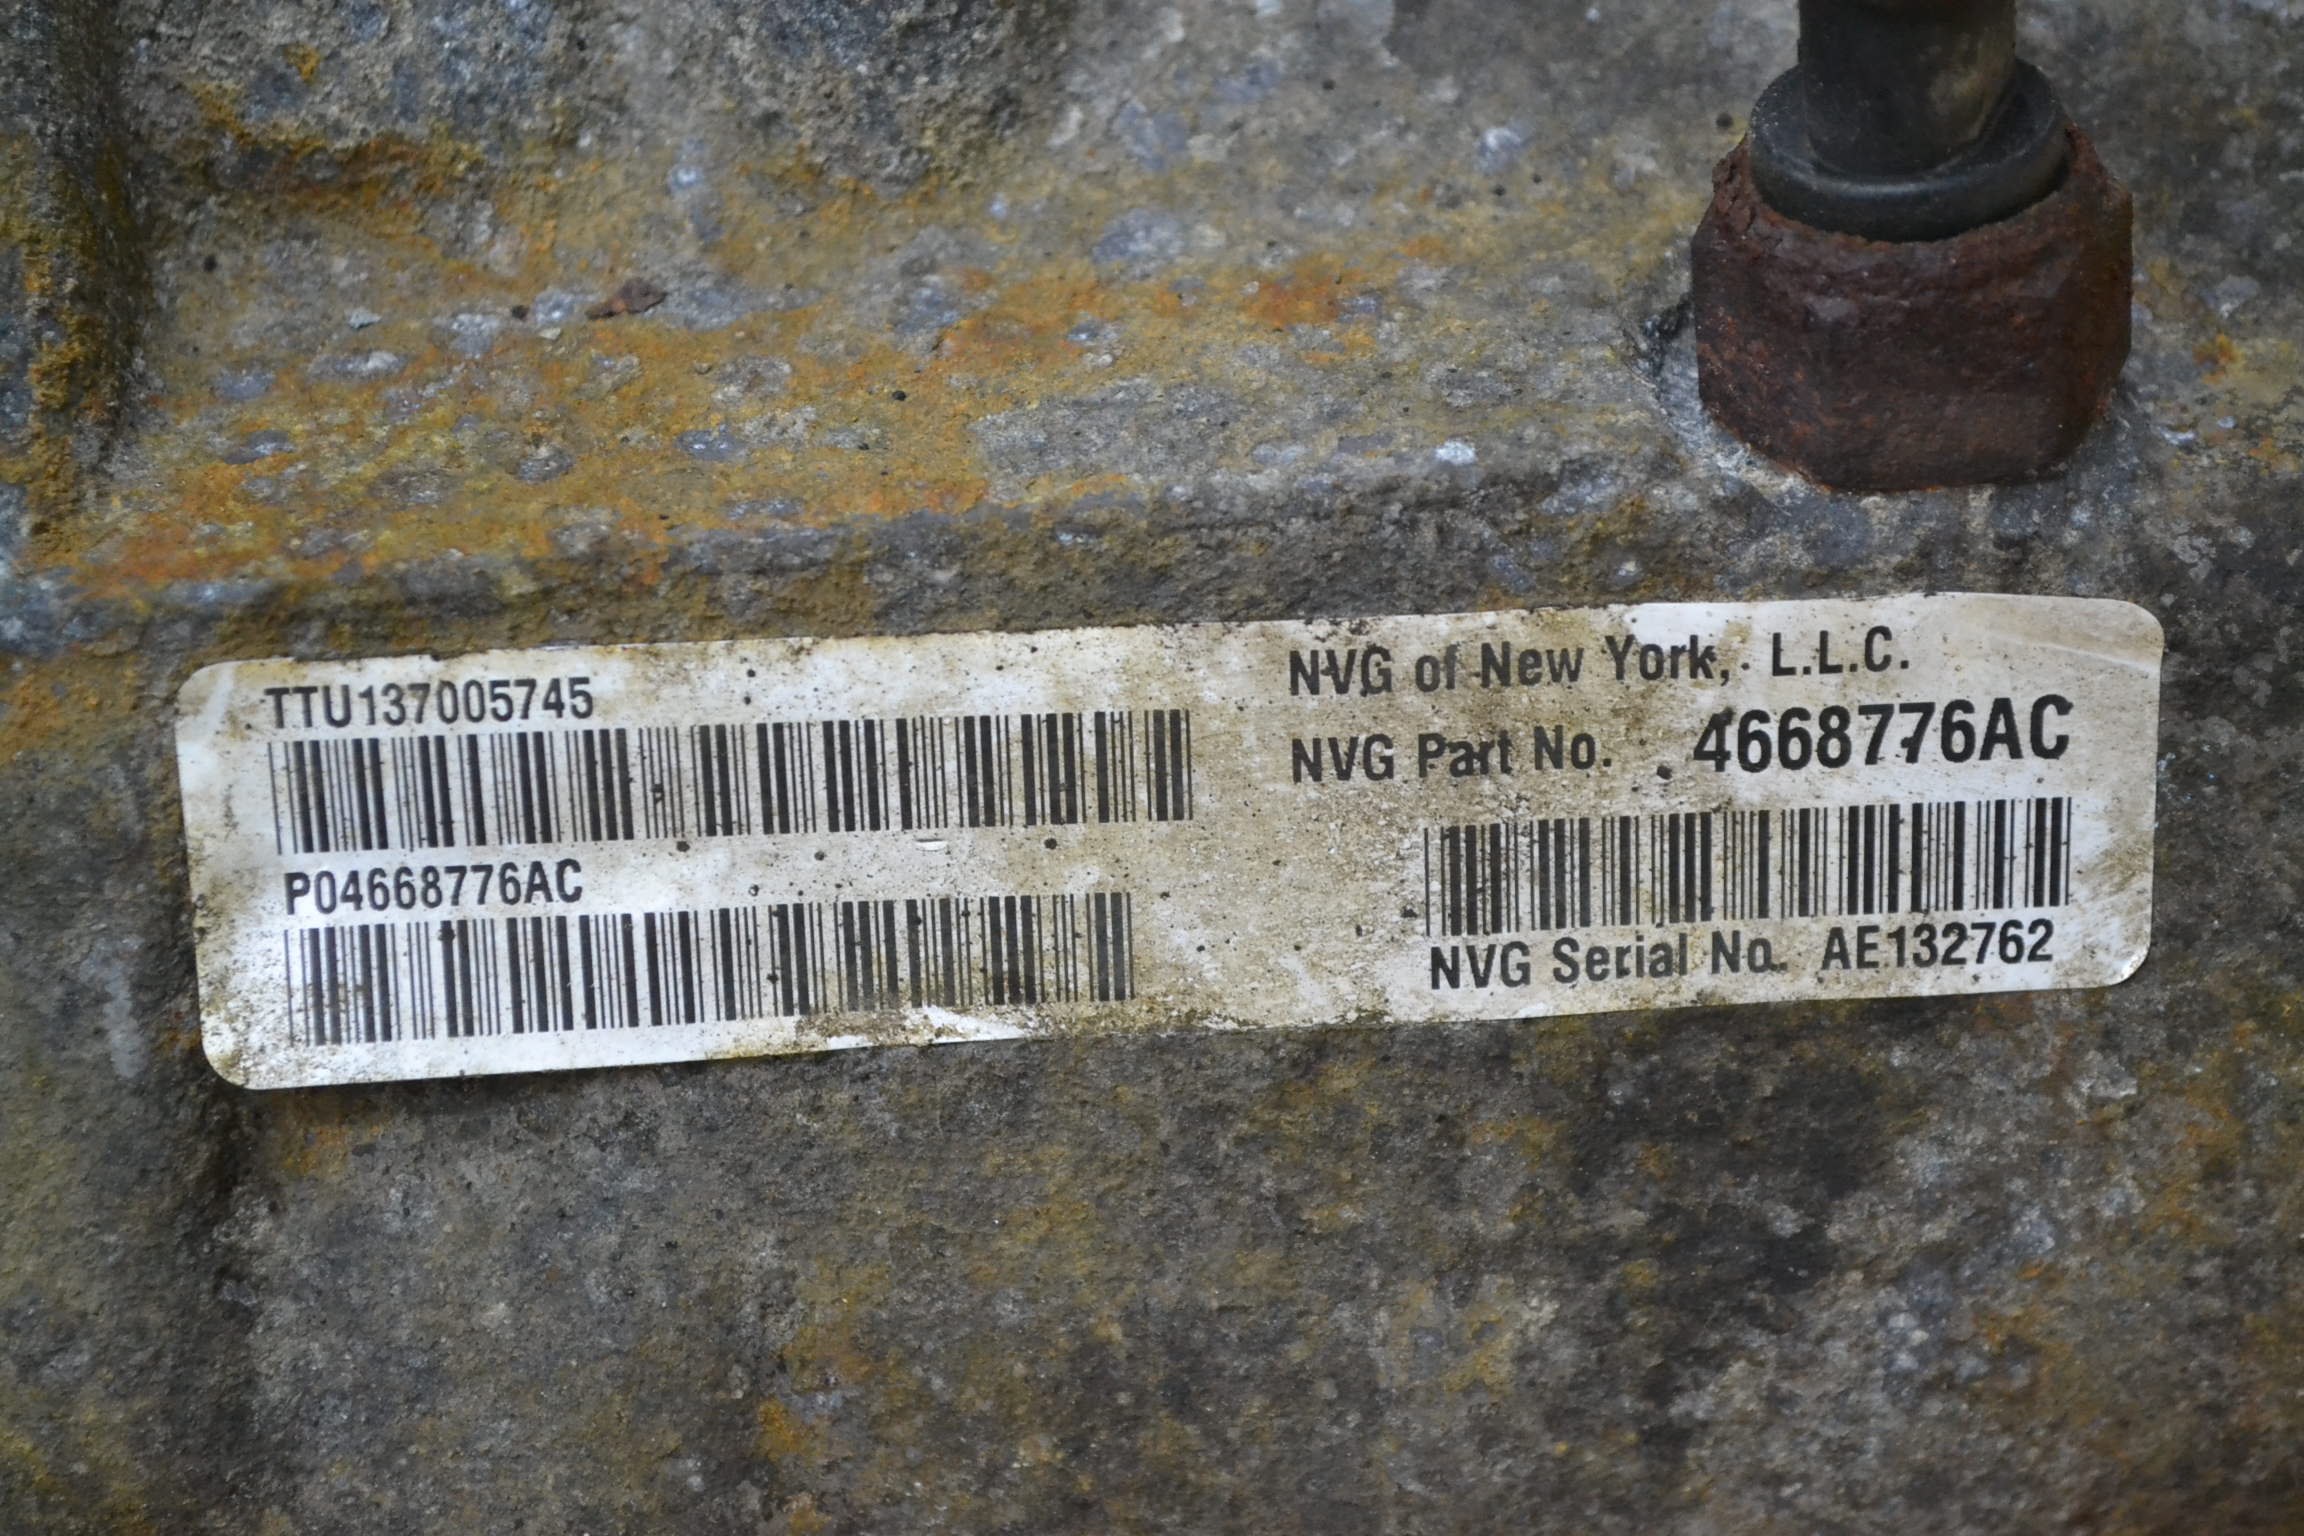 TTU137005745
P04668776AC
NVG of New York, L.L.C.
NVG Part No. 4668776AC
NVG Serial No. AE132762